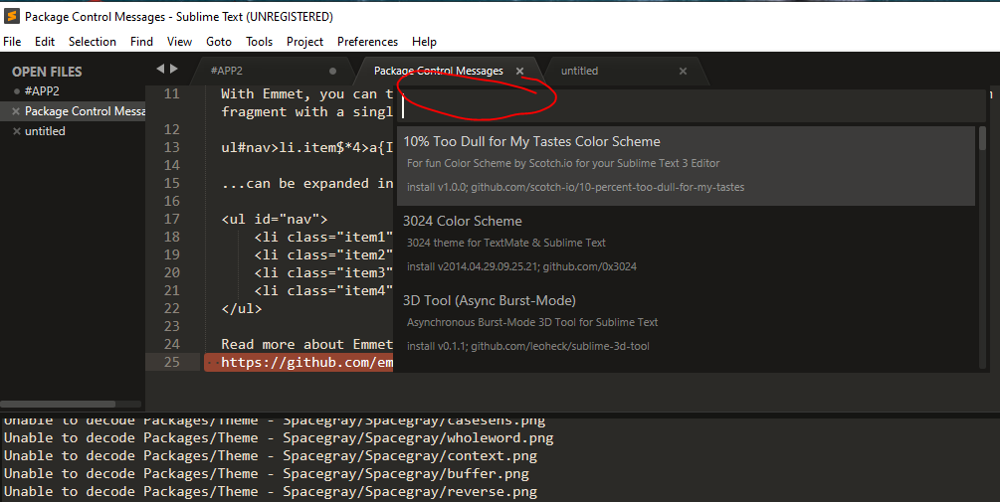 Package Control Messages - Sublime Text (UNREGISTERED)
File Edit Selection Find View Goto Tools Project Preferences Help
OPEN FILES
#APP2
Package Control Messa
untitled
#APP2
Package Control Messages
untitled
11 With Emmet, you can t
fragment with a singl
12
13 ul#nav>li.item$*4>a{I
14
15 ...can be expanded in
16
17 <ul id="nav">
18 <li class="item1"
19 <li class="item2"
20 <li class="item3"
21 <li class="item4"
22 </ul>
23
24 Read more about Emmet
25 https://github.com/em
n
10% Too Dull for My Tastes Color Scheme
For fun Color Scheme by Scotch.io for your Sublime Text 3 Editor
install v1.0.0; github.com/scotch-io/10-percent-too-dull-for-my-tastes
3024 Color Scheme
3024 theme for TextMate & Sublime Text
install v2014.04.29.09.25.21; github.com/0x3024
3D Tool (Async Burst-Mode)
Asynchronous Burst-Mode 3D Tool for Sublime Text
install v0.1.1; github.com/leoheck/sublime-3d-tool
Unable to decode Packages/Theme - Spacegray/Spacegray/casesens.png
Unable to decode Packages/Theme - Spacegray/Spacegray/wholeword.png
Unable to decode Packages/Theme - Spacegray/Spacegray/context.png
Unable to decode Packages/Theme - Spacegray/Spacegray/buffer.png
Unable to decode Packages/Theme - Spacegray/Spacegray/reverse.png